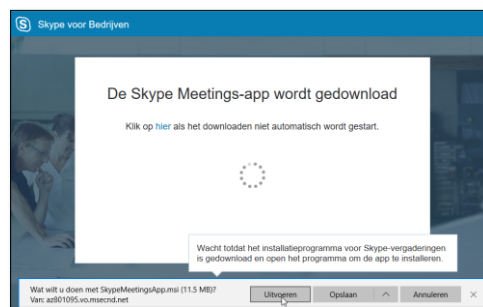 Skype voor Bedrijven
De Skype Meetings-app wordt gedownload
Klik op hier als het downloaden niet automatisch wordt gestart.
Wacht totdat het installatieprogramma voor Skype-vergaderingen
is gedownload en open het programma om de app te installeren.
Wat wilt u doen met SkypeMeetingsApp.msi (11.5 MB)?
Van: az801095.vo.msecnd.net
Uitvoeren Opslaan Annuleren